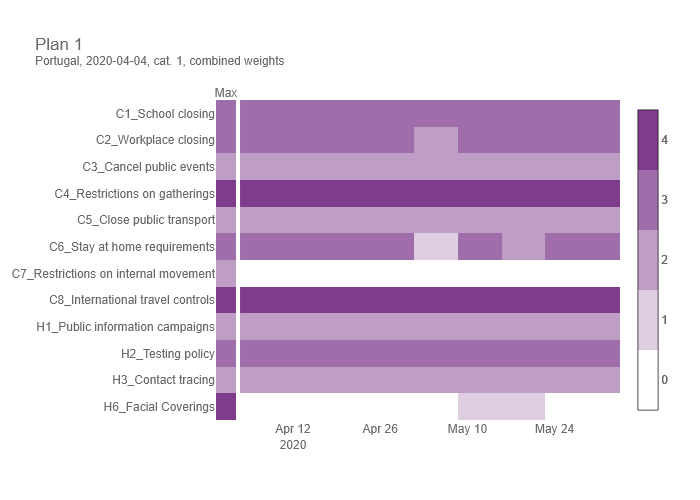 Plan 1
Portugal, 2020-04-04, cat. 1, combined weights
Max
C1_School closing
C2_Workplace closing
C3_Cancel public events
C4_Restrictions on gatherings
C5_Close public transport
C6_Stay at home requirements
C7_Restrictions on internal movement
C8_International travel controls
H1_Public information campaigns
H2_Testing policy
H3_Contact tracing
H6_Facial Coverings
Apr 12
2020
Apr 26
May 10
May 24
4
3
2
1
0